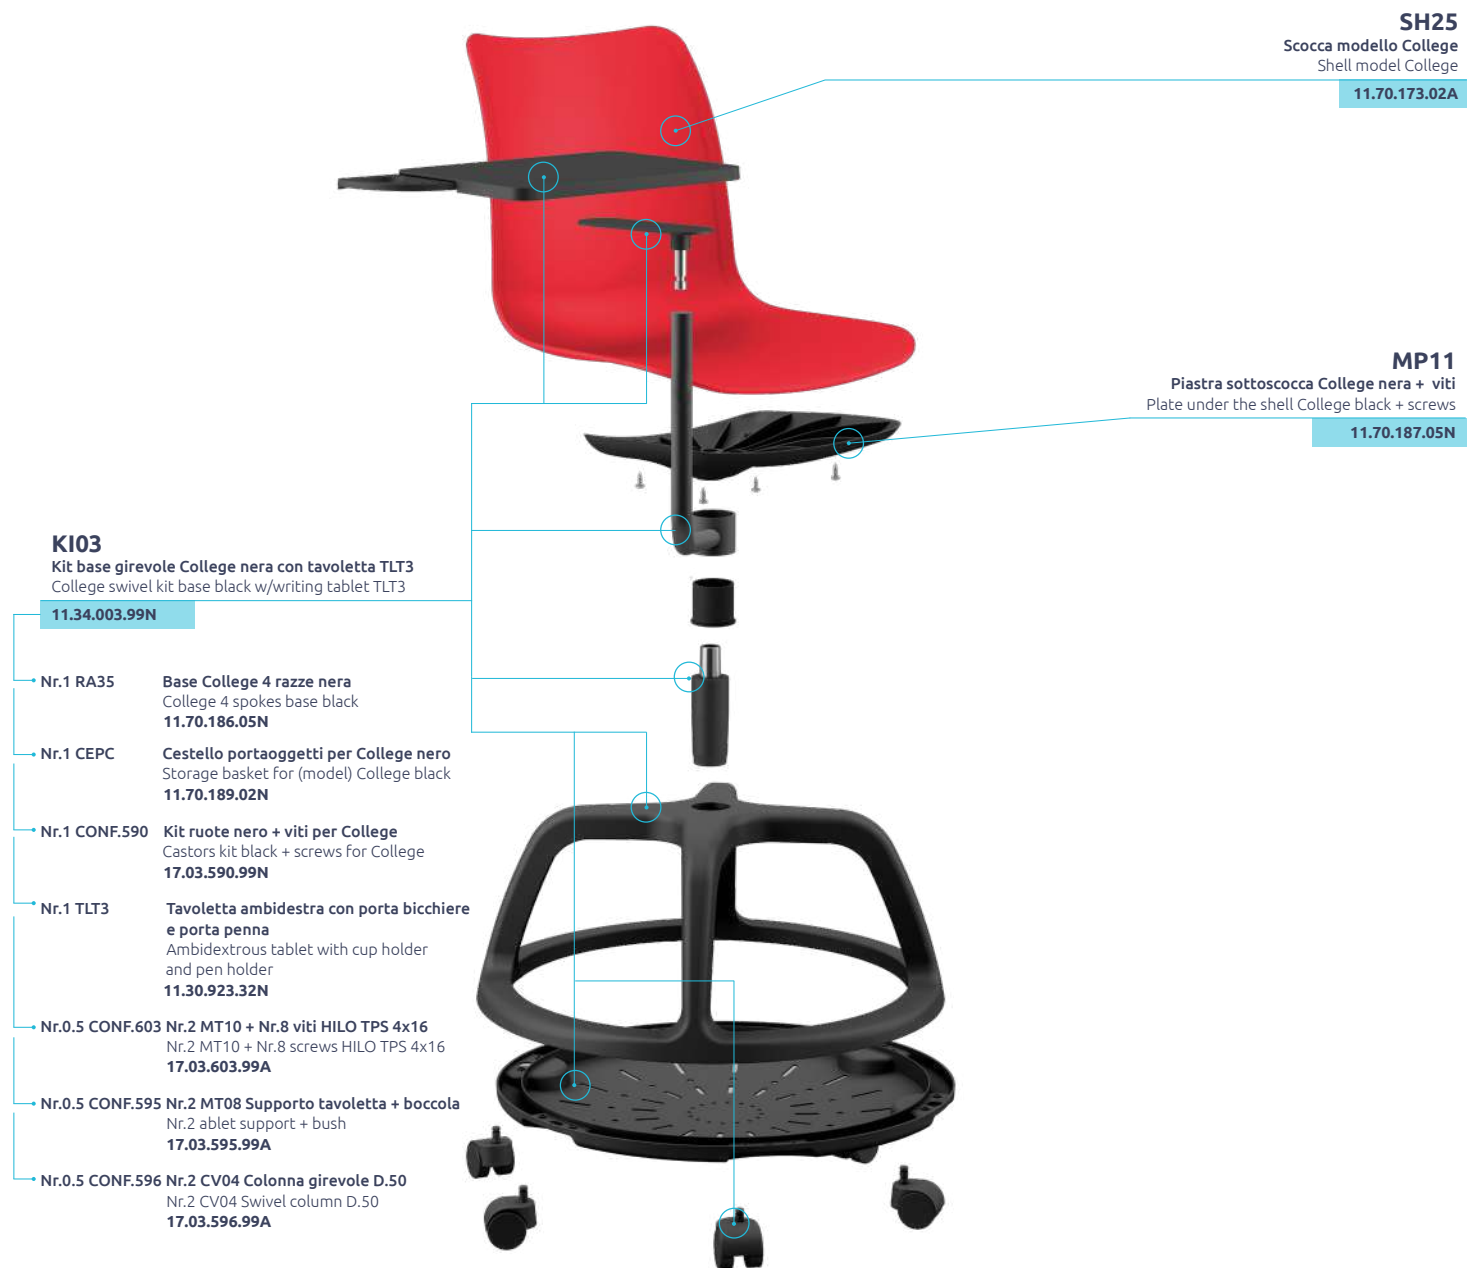 SH25
Scocca modello College
Shell model College
11.70.173.02A
MP11
Piastra sottoscocca College nera + viti
Plate under the shell College black + screws
11.70.187.05N
KI03
Kit base girevole College nera con tavoletta TLT3
College swivel kit base black w/writing tablet TLT3
11.34.003.99N
Nr.1 RA35 Base College 4 razze nera
College 4 spokes base black
11.70.186.05N
Nr.1 CEPC Cestello portaoggetti per College nero
Storage basket for (model) College black
11.70.189.02N
Nr.1 CONF.590 Kit ruote nero + viti per College
Castors kit black + screws for College
17.03.590.99N
Nr.1 TLT3 Tavoletta ambidestra con porta bicchiere
e porta penna
Ambidextrous tablet with cup holder
and pen holder
11.30.923.32N
Nr.0.5 CONF.603 Nr.2 MT10 + Nr.8 viti HILO TPS 4x16
Nr.2 MT10 + Nr.8 screws HILO TPS 4x16
17.03.603.99A
Nr.0.5 CONF.595 Nr.2 MT08 Supporto tavoletta + boccola
Nr.2 ablet support + bush
17.03.595.99A
Nr.0.5 CONF.596 Nr.2 CV04 Colonna girevole D.50
Nr.2 CV04 Swivel column D.50
17.03.596.99A